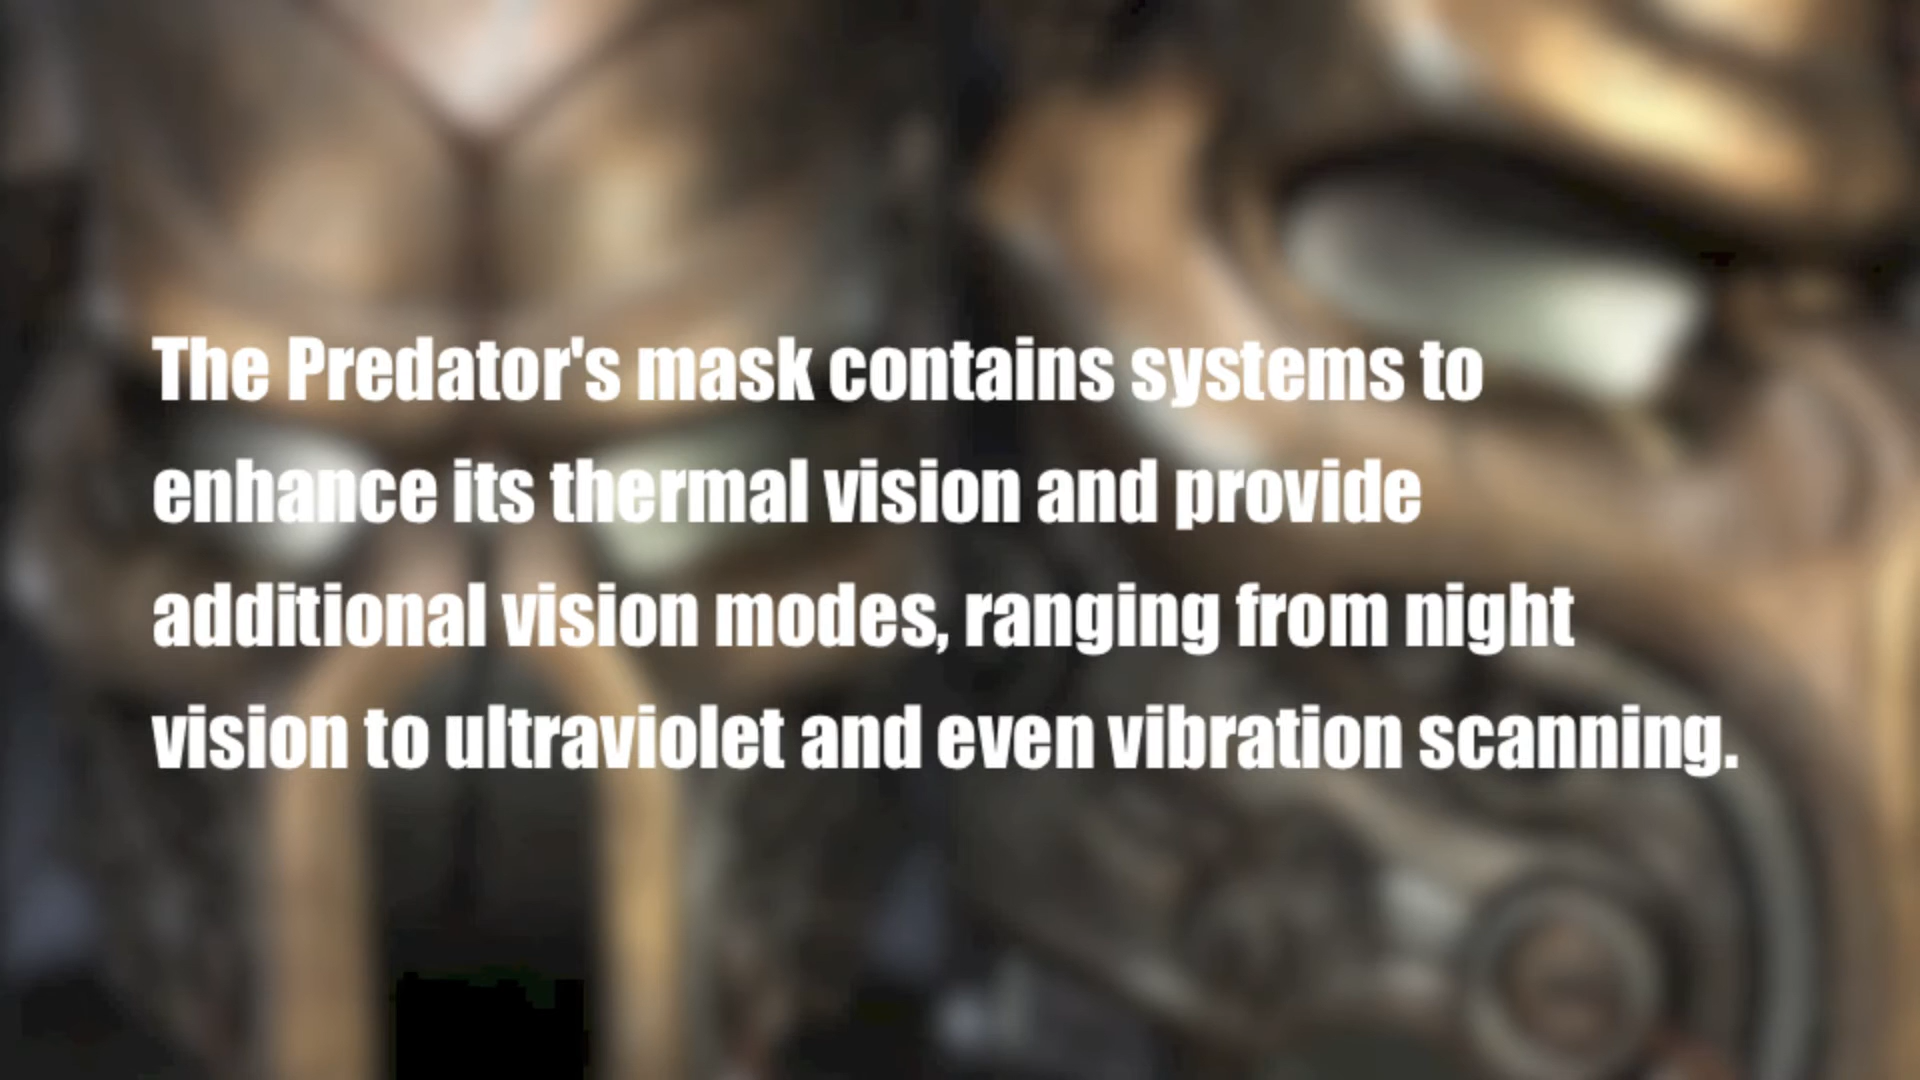 The Predator's mask contains systems to
enhance its thermal vision and provide
additional vision modes, ranging from night
vision to ultraviolet and even vibration scanning.